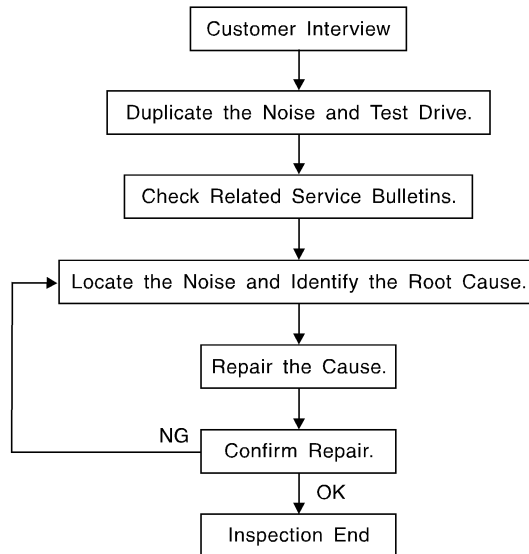 Customer Interview
Duplicate the Noise and Test Drive.
Check Related Service Bulletins.
Locate the Noise and Identify the Root Cause.
Repair the Cause.
NG
Confirm Repair.
OK
Inspection End